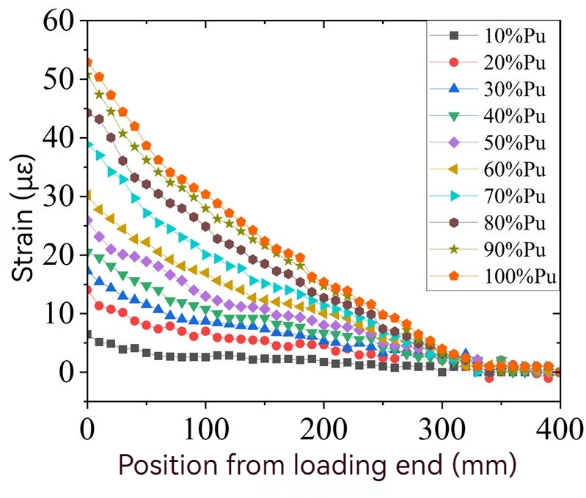 60
50
40
30
20
10
0
Strain (με)
10%Pu
20%Pu
30%Pu
40%Pu
50%Pu
60%Pu
70%Pu
80%Pu
90%Pu
100%Pu
0 100 200 300 400
Position from loading end (mm)